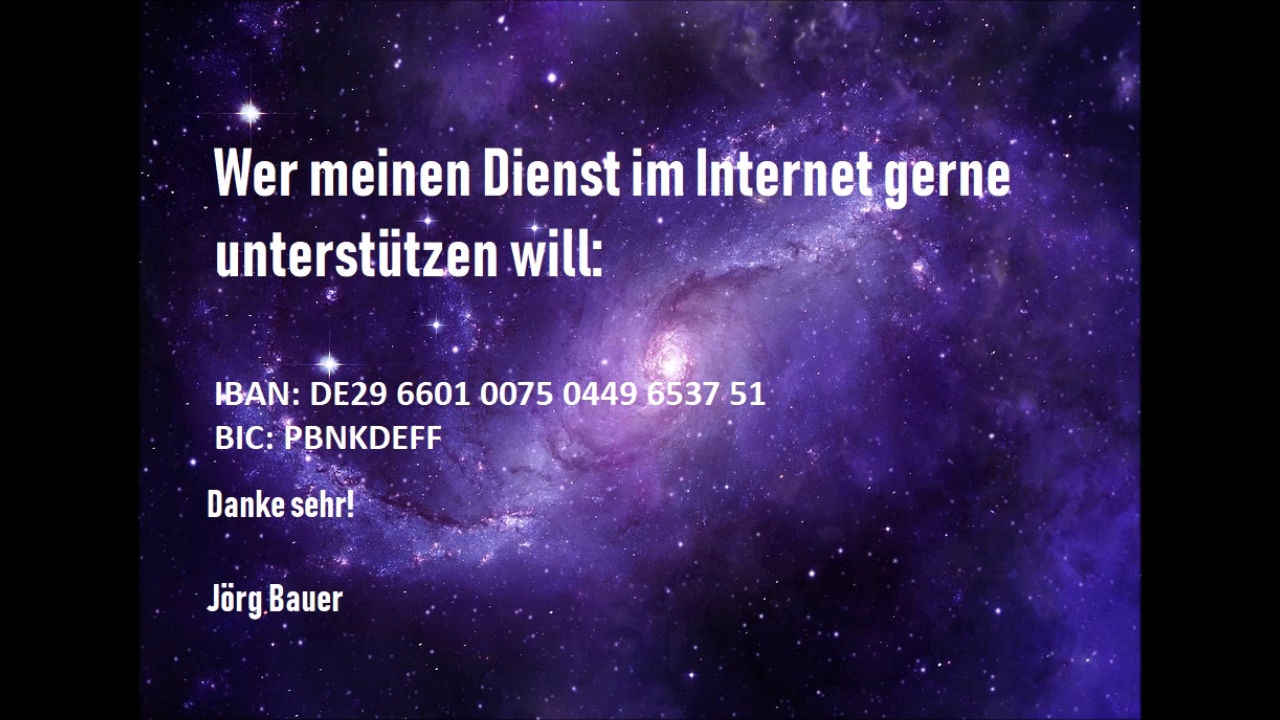 Wer meinen Dienst im Internet gerne
unterstützen will:
IBAN: DE29 6601 0075 0449 6537 51
BIC: PBNKDEFF
Danke sehr!
Jörg Bauer